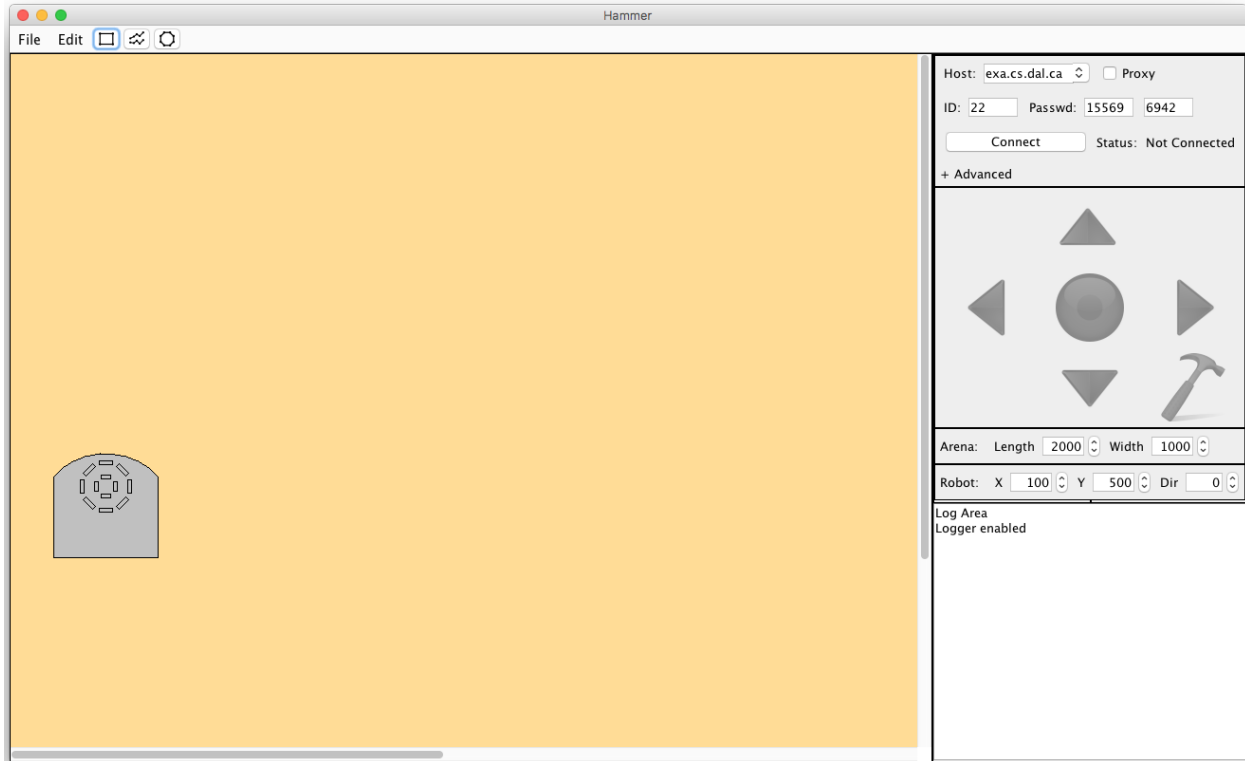 Hammer
File Edit
Host: exa.cs.dal.ca Proxy
ID: 22 Passwd: 15569 6942
Connect Status: Not Connected
+ Advanced
Arena: Length 2000 Width 1000
Robot: X 100 Y 500 Dir 0
Log Area
Logger enabled